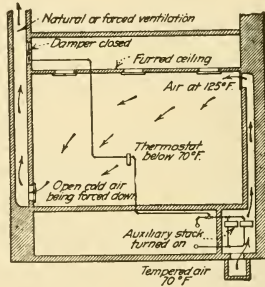 Natural or forced ventilation
Damper closed
Furred ceiling
Air at 125°F.
Thermostat
below 70°F.
Open cold air
being forced down
Auxiliary stack
turned on
Tempered air
70°F